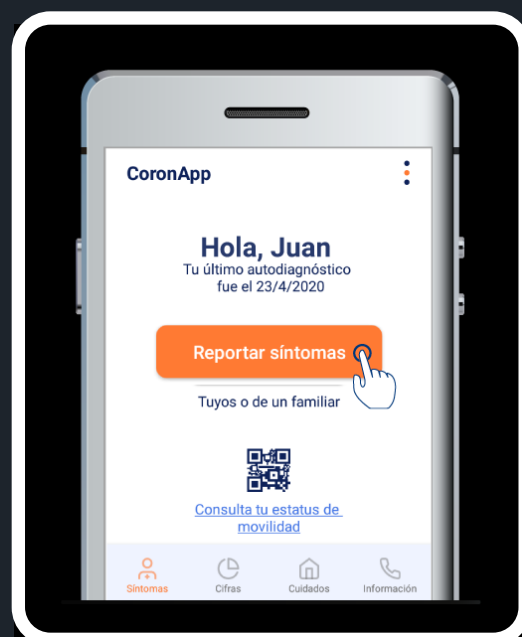 CoronApp
Hola, Juan
Tu último autodiagnóstico
fue el 23/4/2020
Reportar síntomas
Tuyos o de un familiar
Consulta tu estatus de
movilidad
Síntomas
Cifras
Cuidados
Información